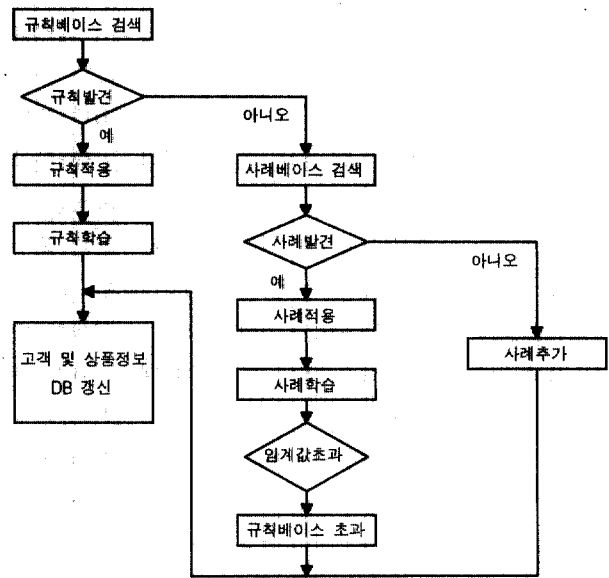 규칙베이스 검색
규칙발견
아니오
예
규칙적용
사례베이스 검색
규칙학습
사례발견
아니오
예
사례적용
고객 및 상품정보
DB 갱신
사례추가
사례학습
임계값초과
규칙베이스 초과